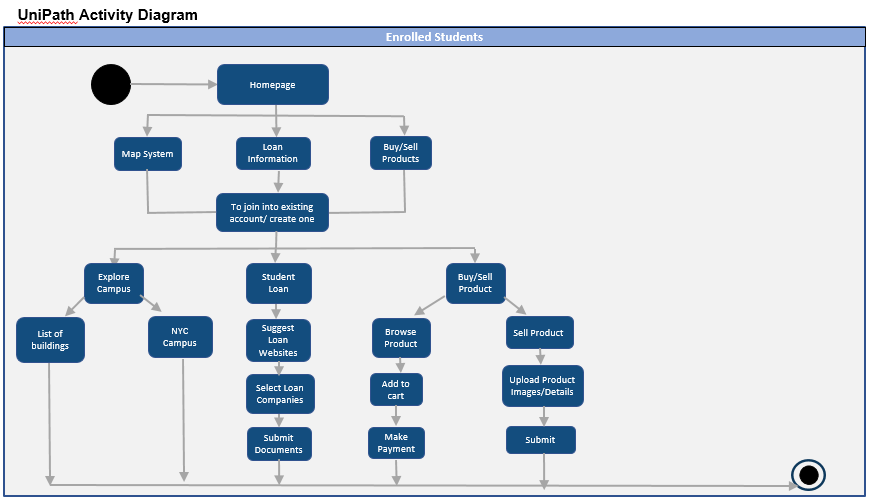 UniPath Activity Diagram
Enrolled Students
Homepage
Map System
Loan
Information
Buy/Sell
Products
To join into existing
account/ create one
Explore
Campus
Student
Loan
Buy/Sell
Product
List of
buildings
NYC
Campus
Suggest
Loan
Websites
Browse
Product
Sell Product
Select Loan
Companies
Add to
cart
Upload Product
Images/Details
Submit
Documents
Make
Payment
Submit